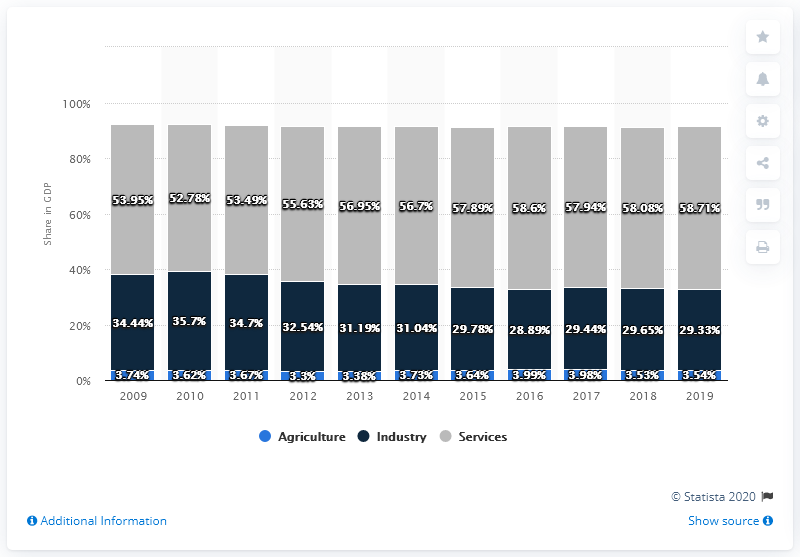 Share in GDP
100%
80%
60%
40%
20%
0%
53.95% 52.78% 53.49% 55.63% 56.95% 56.7% 57.89% 58.6% 57.94% 58.08% 58.71%
34.44% 35.7% 34.7% 32.54% 31.19% 31.04% 29.78% 28.89% 29.44% 29.65% 29.33%
3.74% 3.62% 3.67% 3.3% 3.38% 3.73% 3.64% 3.99% 3.98% 3.53% 3.54%
2009 2010 2011 2012 2013 2014 2015 2016 2017 2018 2019
Agriculture Industry Services
© Statista 2020
Additional Information Show source